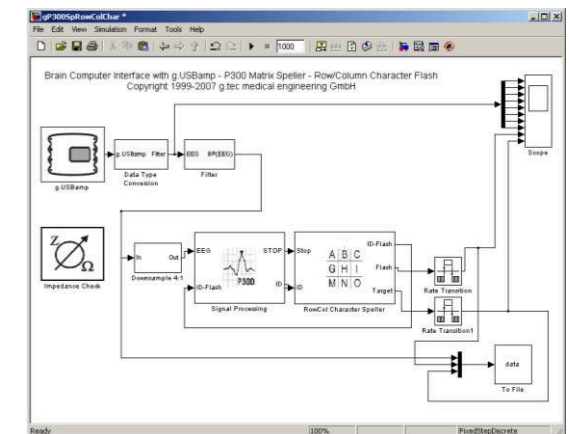 gP300SpRowColChar *
File Edit View Simulation Format Tools Help
1000
Brain Computer Interface with g.USBamp - P300 Matrix Speller - Row/Column Character Flash
Copyright 1999-2007 g.tec medical engineering GmbH
Scope
g.USBamp Filter
EEG BP(EEG)
g.USBamp
Data Type
Conversion
Filter
Z
Ω
Impedance Check
In Out
Downsample 4:1
EEG STOP
P300
ID-Flash ID
Signal Processing
Stop ID-Flash
A B C
G H I Flash
M N O
ID Target
RowCol Character Speller
Rate Transition
Rate Transition1
data
To File
Ready 100% FixedStepDiscrete